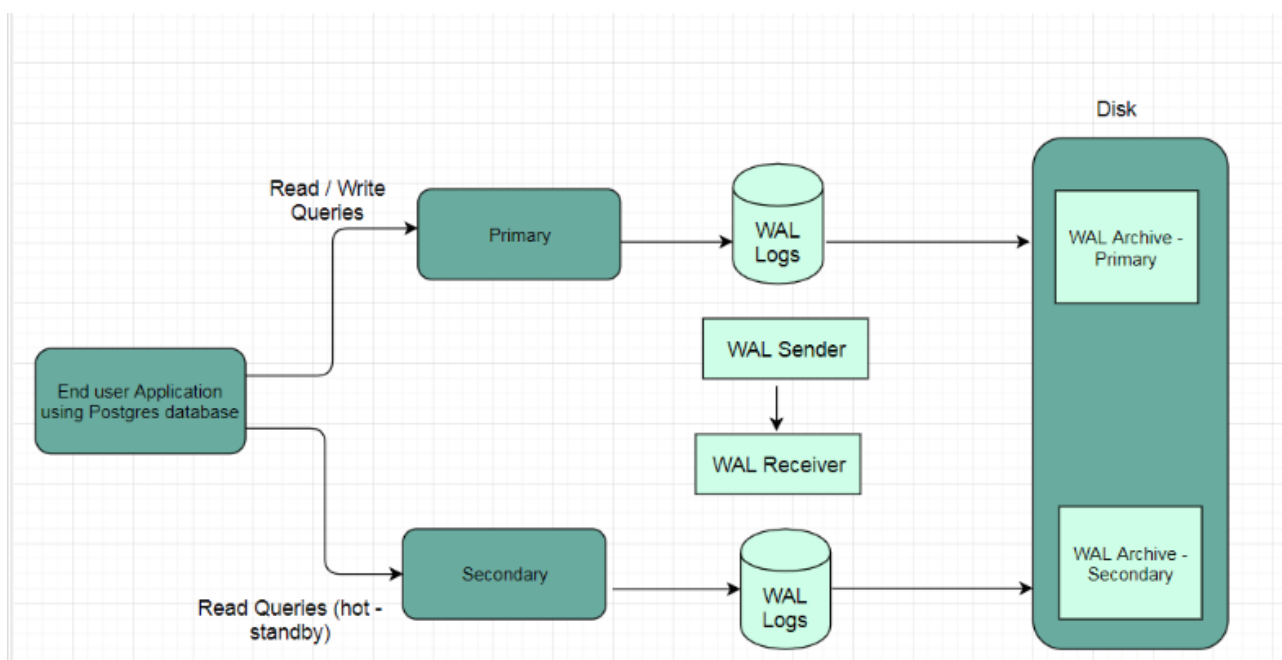 Disk
Read / Write
Queries
Primary
WAL
Logs
WAL Archive -
Primary
WAL Sender
End user Application
using Postgres database
WAL Receiver
Secondary
WAL
Logs
WAL Archive -
Secondary
Read Queries (hot -
standby)